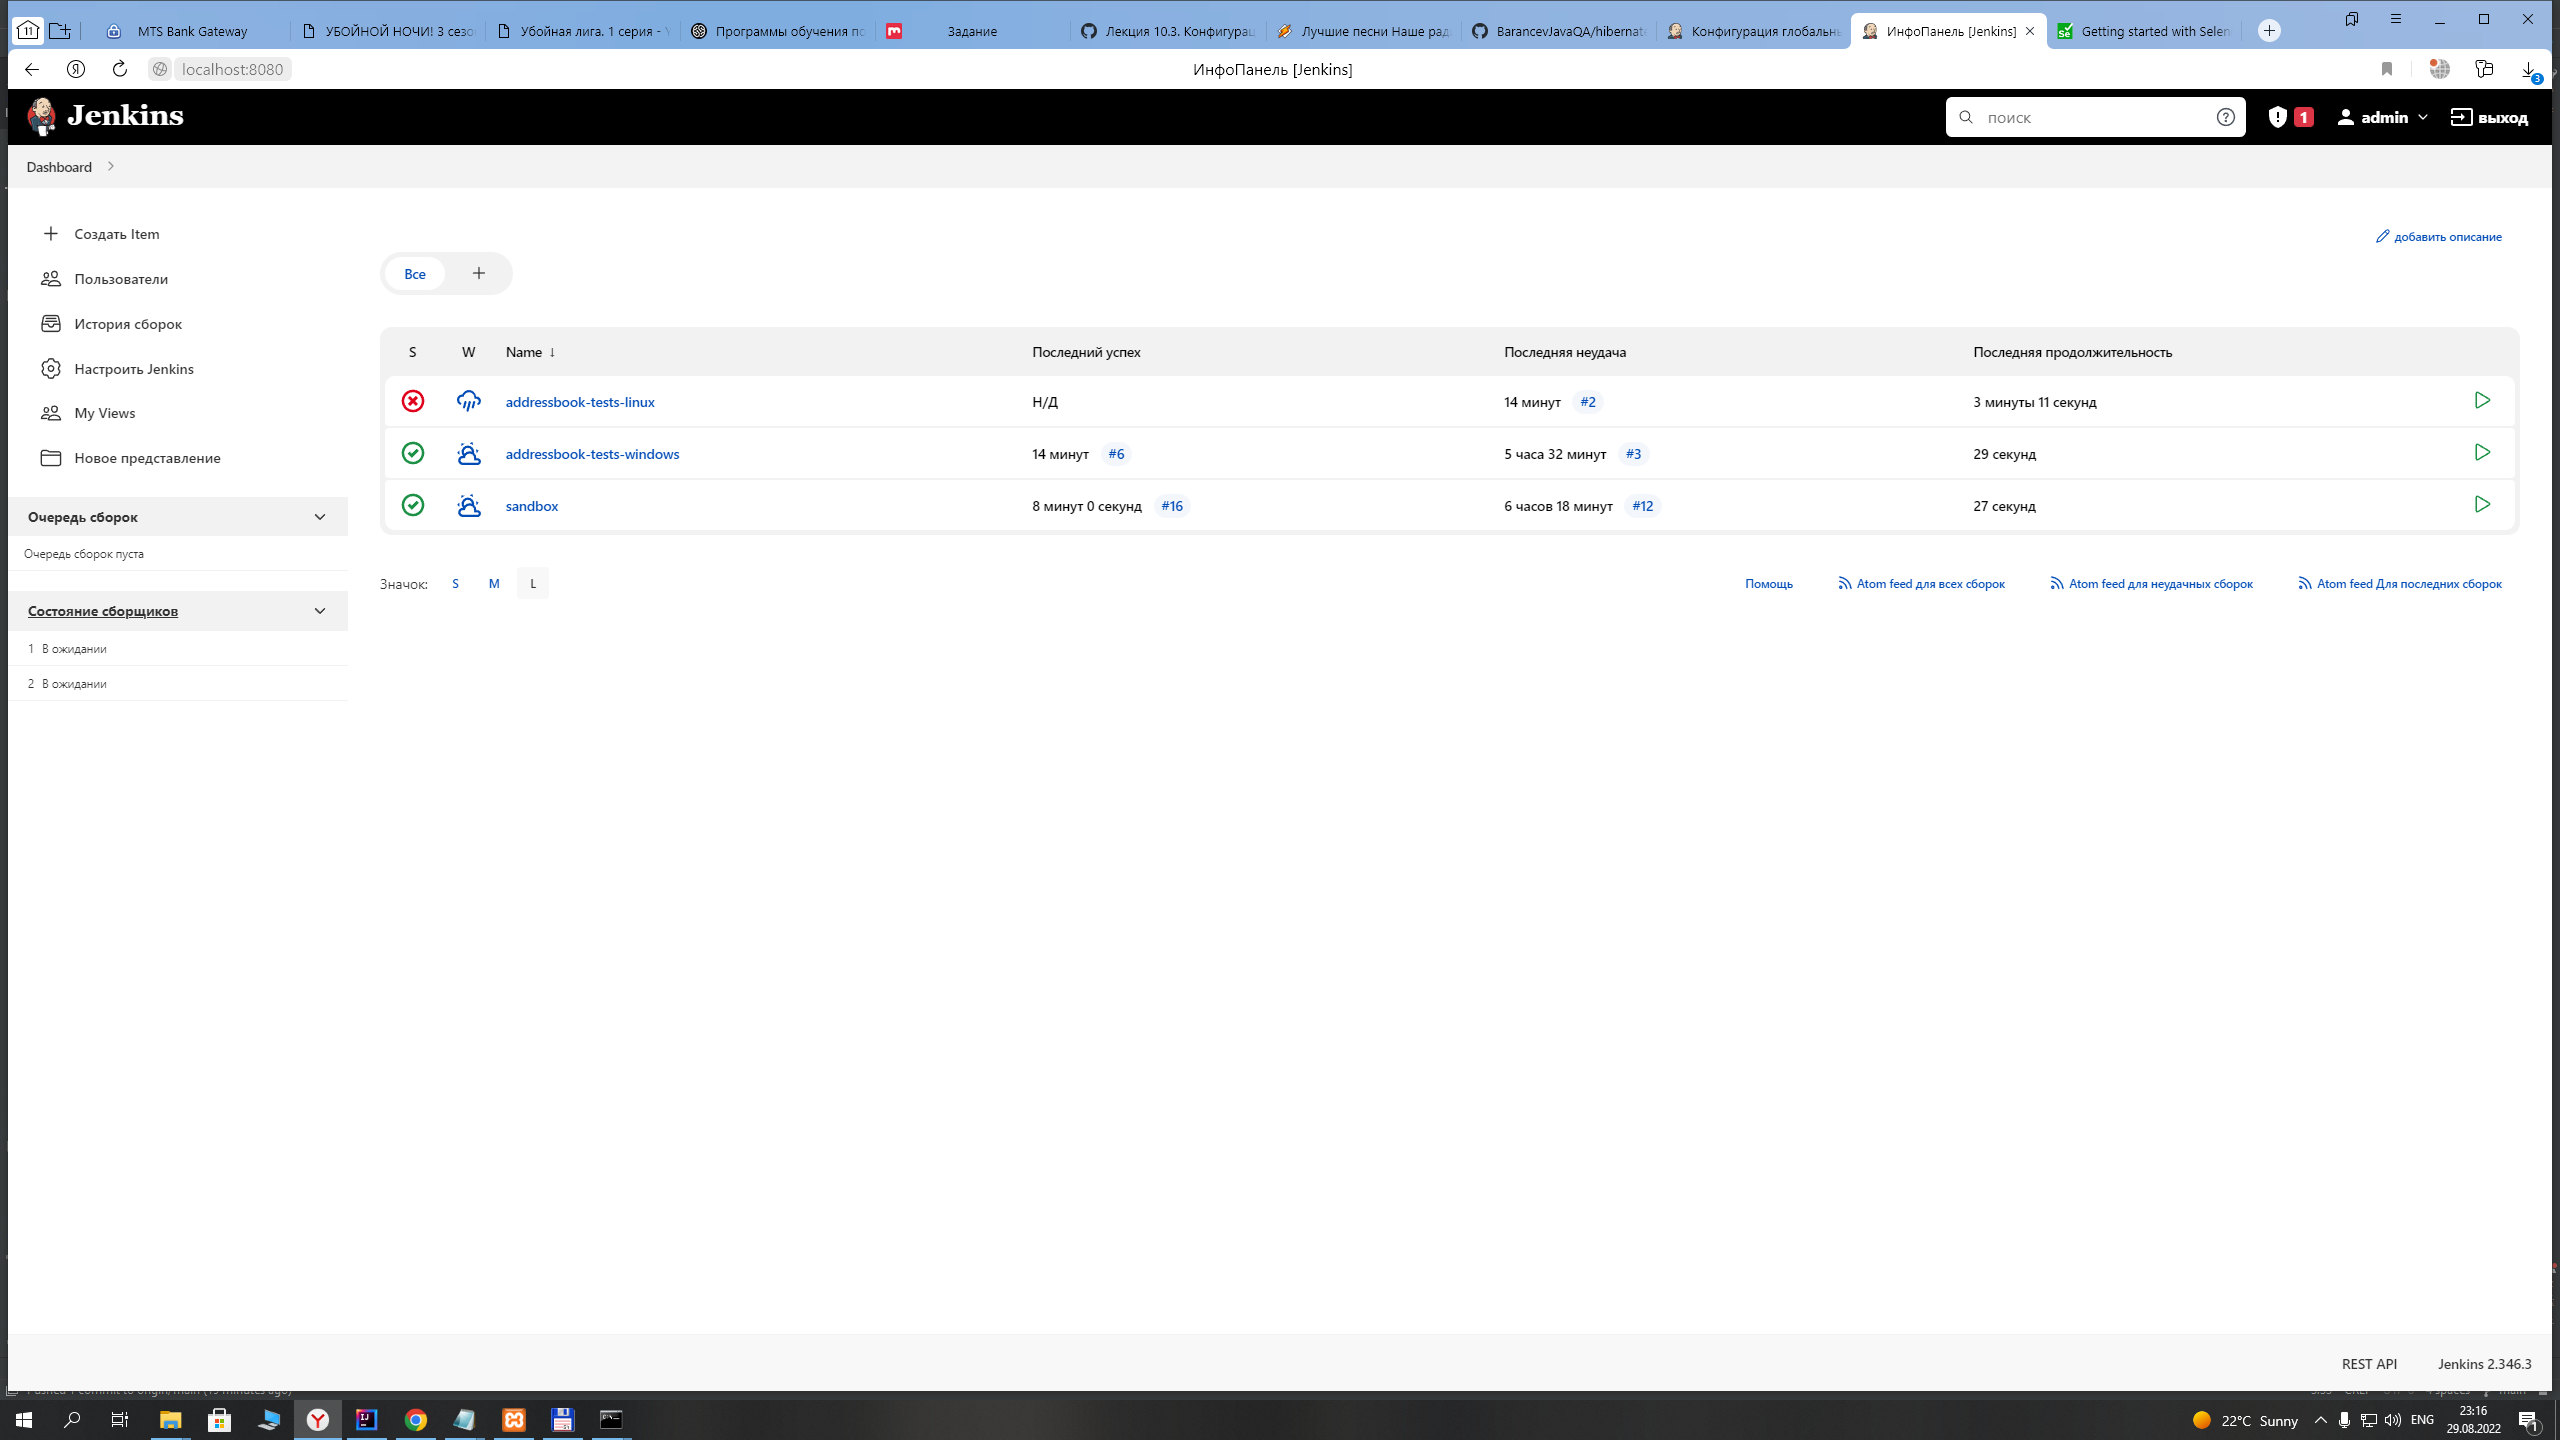 11
MTS Bank Gateway
УБОЙНОЙ НОЧИ! 3 сезо
Убойная лига. 1 серия -
Программы обучения по
Задание
Лекция 10.3. Конфигурац
Лучшие песни Наше рад
BarancevJavaQA/hibernate
Конфигурация глобальнь
ИнфоПанель [Jenkins]
Getting started with Selen
localhost:8080
ИнфоПанель [Jenkins]
3
Jenkins
поиск
1
admin
выход
Dashboard
Создать Item
Пользователи
История сборок
Настроить Jenkins
My Views
Новое представление
Очередь сборок
Очередь сборок пуста
Состояние сборщиков
1 В ожидании
2 В ожидании
добавить описание
Все +
S W Name ↓ Последний успех Последняя неудача Последняя продолжительность
addressbook-tests-linux Н/Д 14 минут #2 3 минуты 11 секунд
addressbook-tests-windows 14 минут #6 5 часа 32 минут #3 29 секунд
sandbox 8 минут 0 секунд #16 6 часов 18 минут #12 27 секунд
Значок: S M L
Помощь
Atom feed для всех сборок
Atom feed для неудачных сборок
Atom feed Для последних сборок
REST API Jenkins 2.346.3
22°C Sunny
ENG
23:16
29.08.2022
1